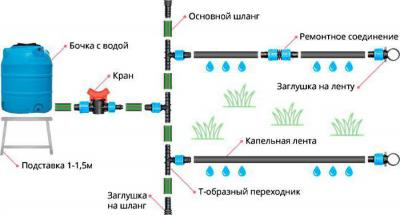 Основной шланг
Ремонтное соединение
Бочка с водой
Кран
Заглушка на ленту
Капельная лента
Подставка 1-1,5м
Т-образный переходник
Заглушка
на шланг